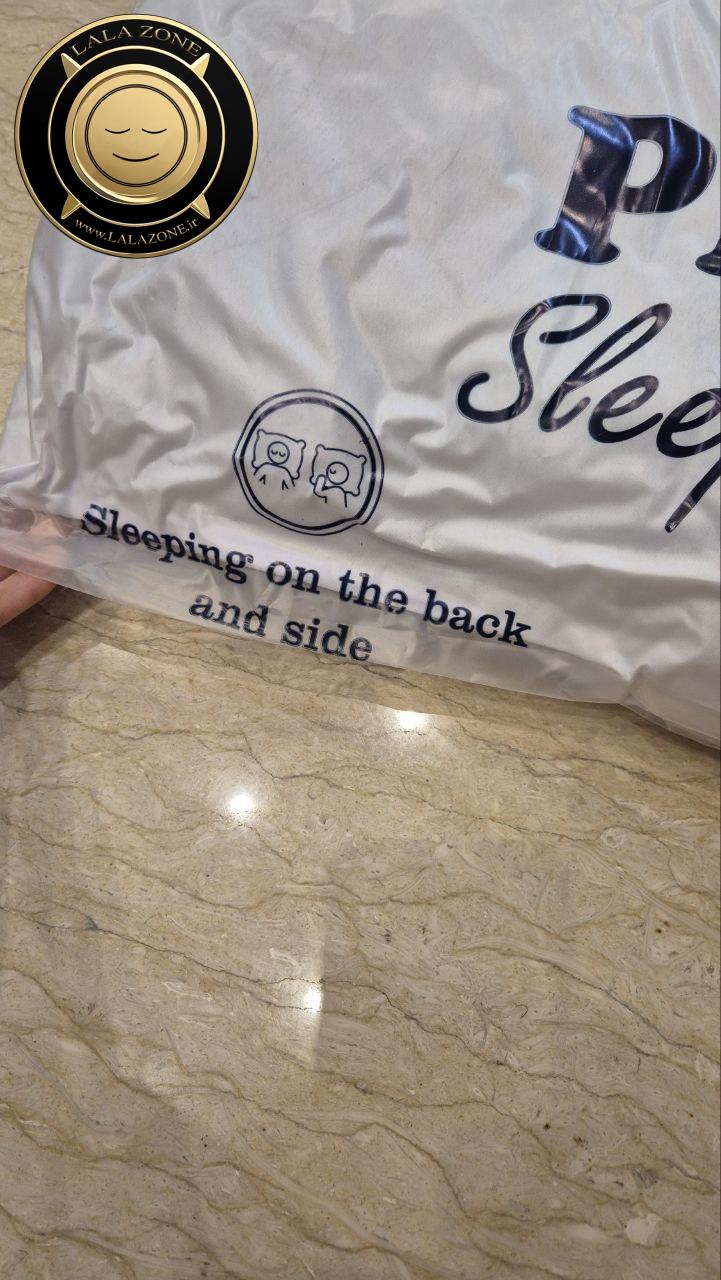 LALA ZONE
www.LALAZONE.ir
Sleeping on the back
and side